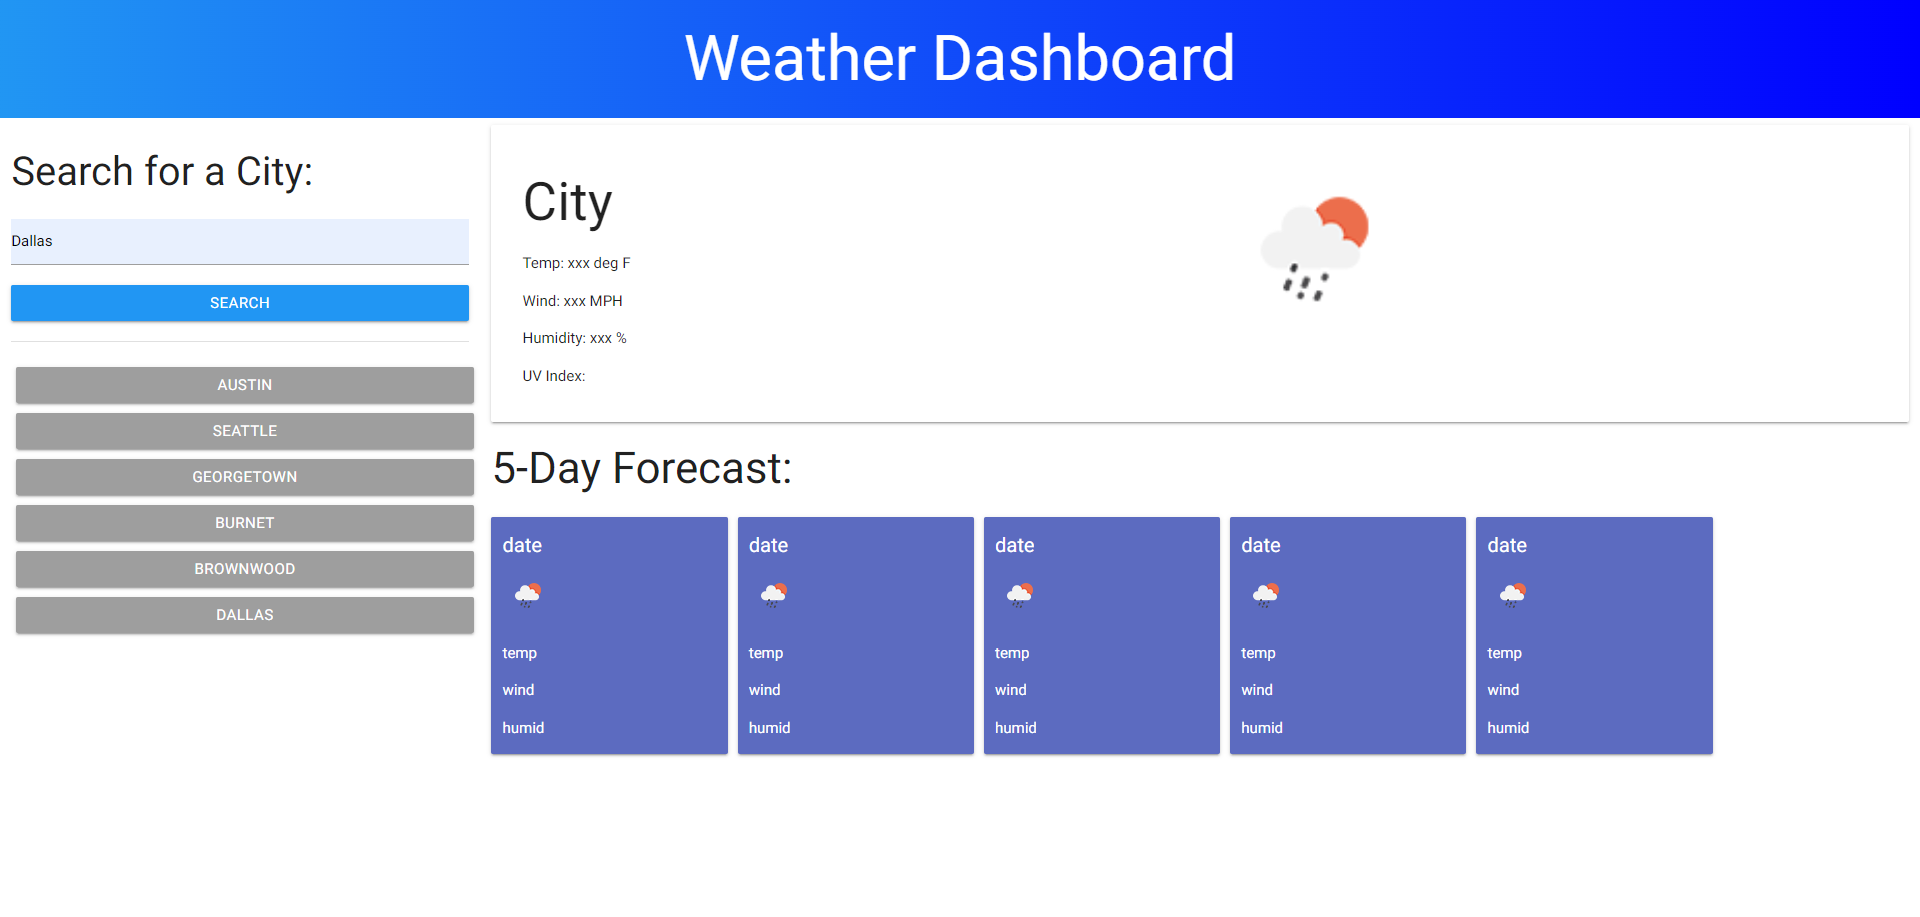 Weather Dashboard
Search for a City:
Dallas
SEARCH
AUSTIN
SEATTLE
GEORGETOWN
BURNET
BROWNWOOD
DALLAS
City
Temp: xxx deg F
Wind: xxx MPH
Humidity: xxx %
UV Index:
5-Day Forecast:
date
temp
wind
humid
date
temp
wind
humid
date
temp
wind
humid
date
temp
wind
humid
date
temp
wind
humid